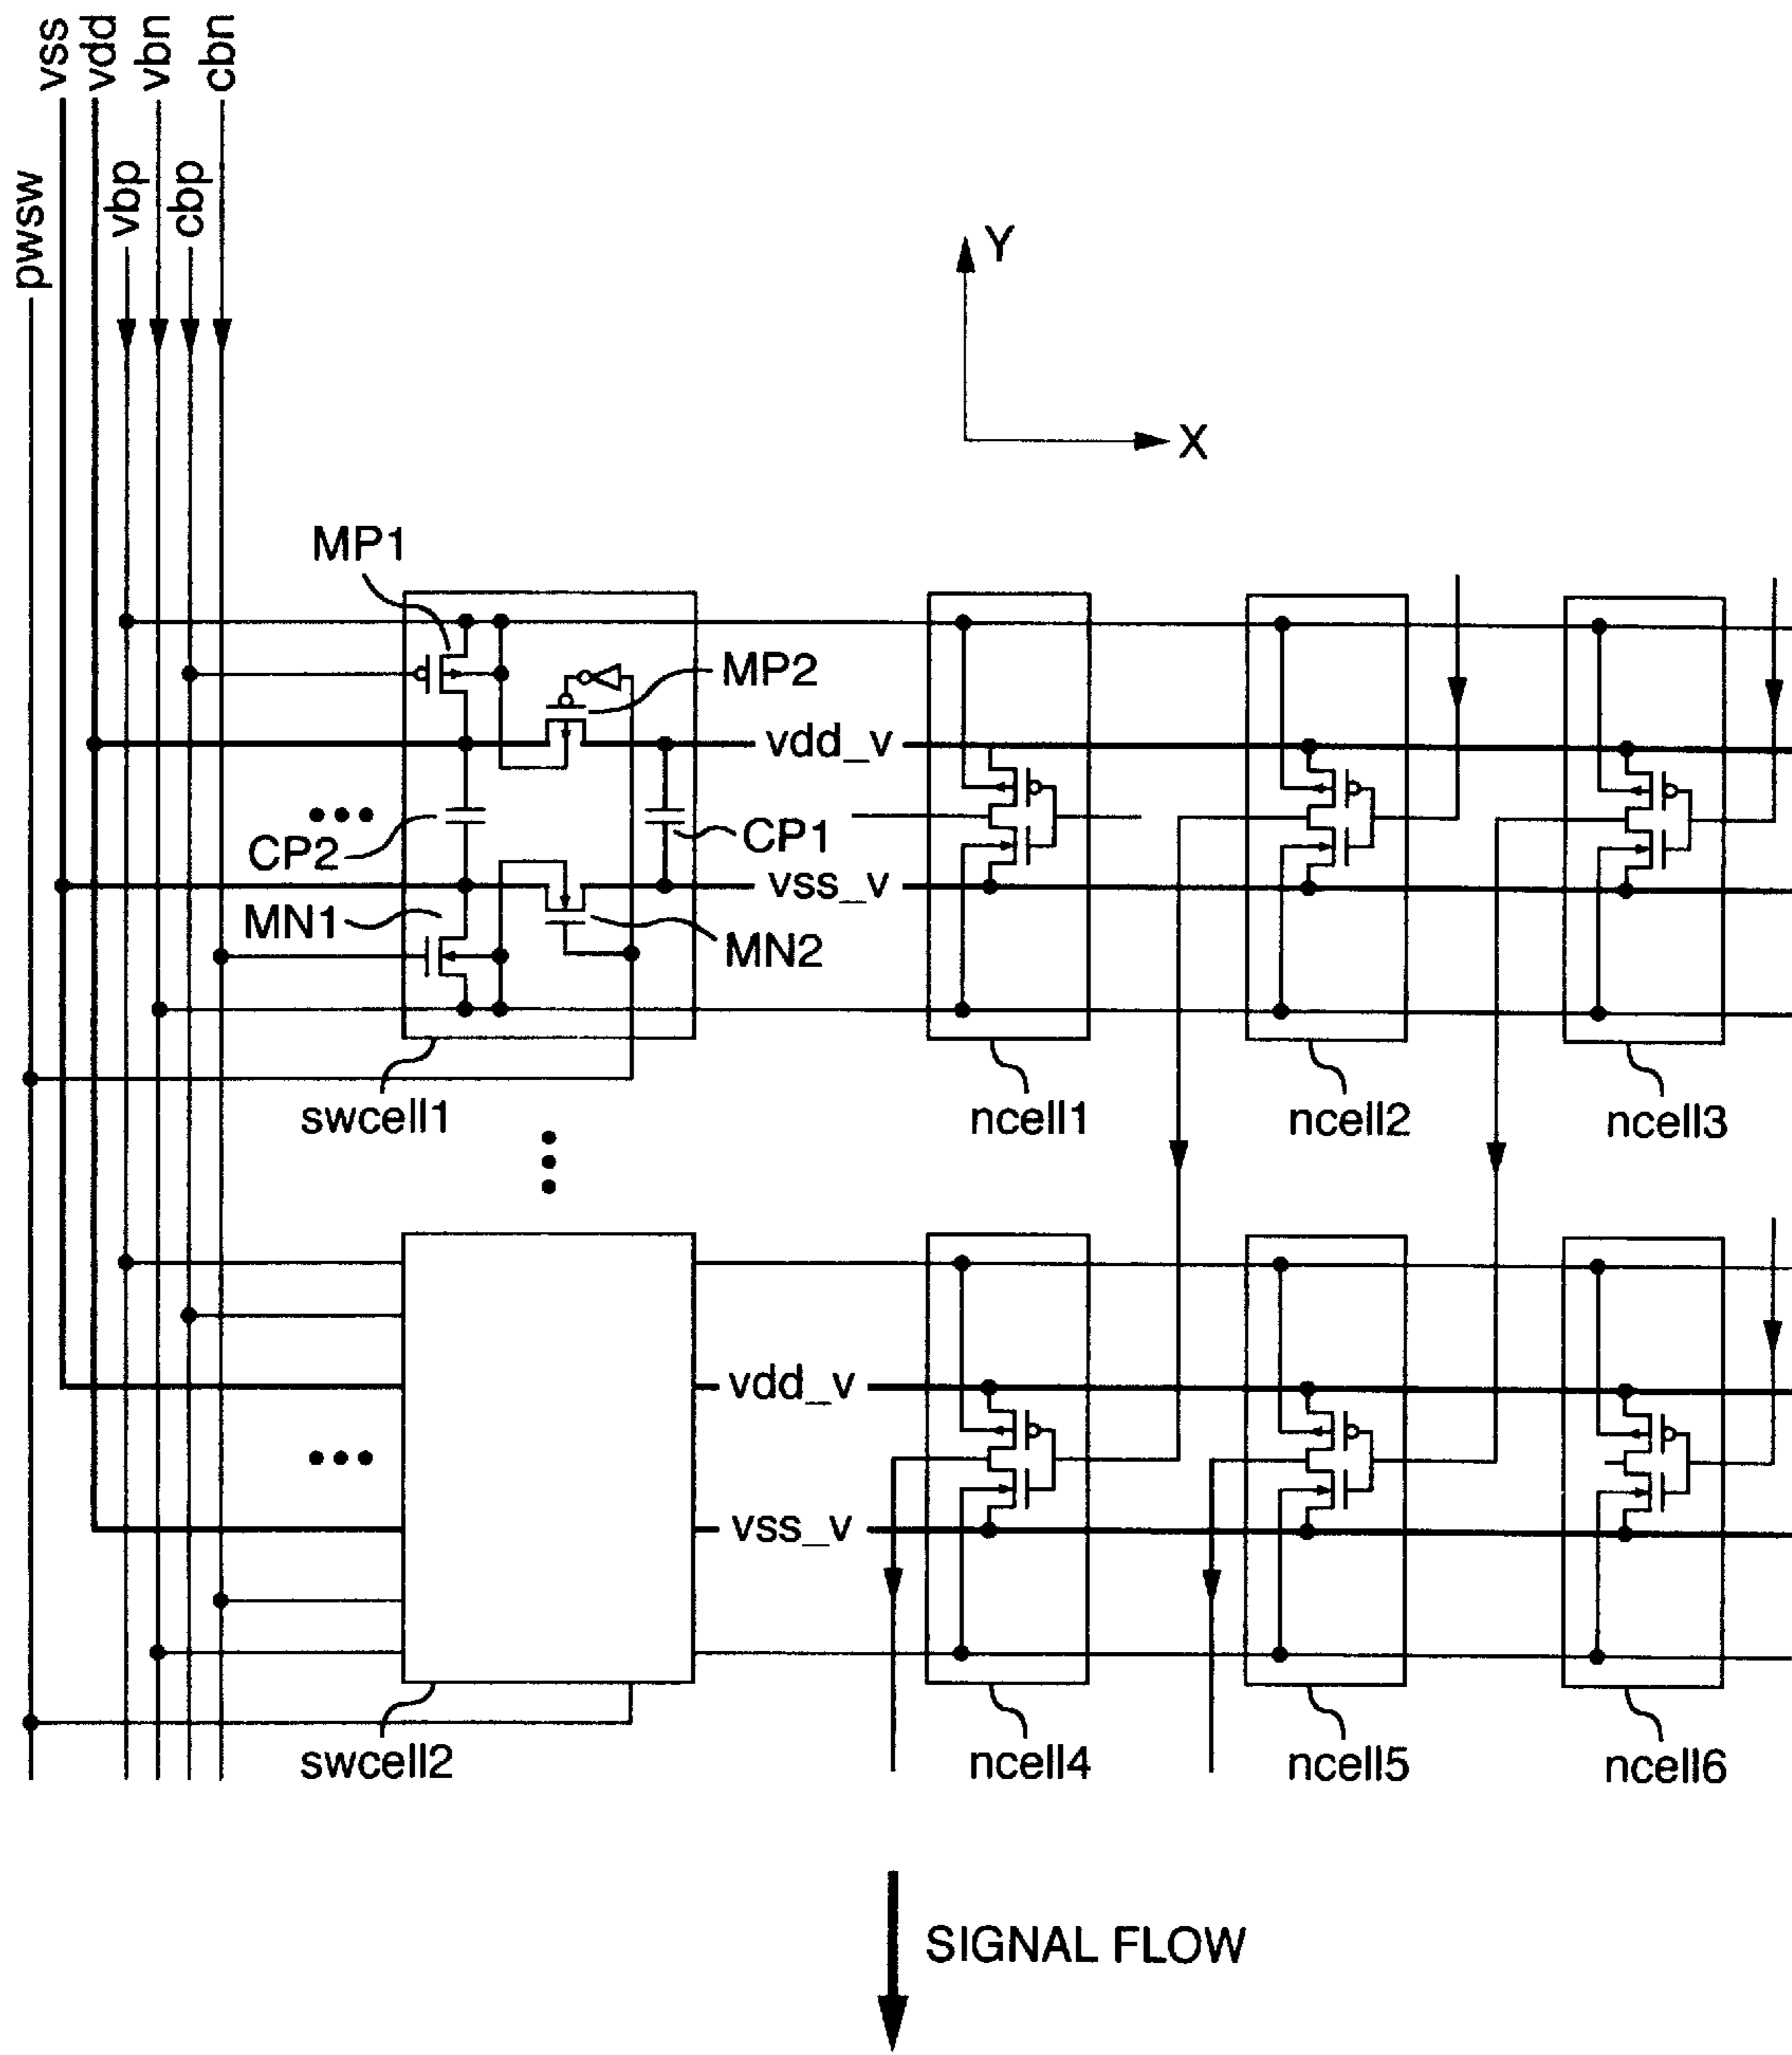 vss
vdd
vbn
cbn
pwsw
vbp
cbp
Y
X
MP1
MP2
vdd_v
CP2
CP1
vss_v
MN1
MN2
swcell1
ncell1
ncell2
ncell3
vdd_v
vss_v
swcell2
ncell4
ncell5
ncell6
SIGNAL FLOW